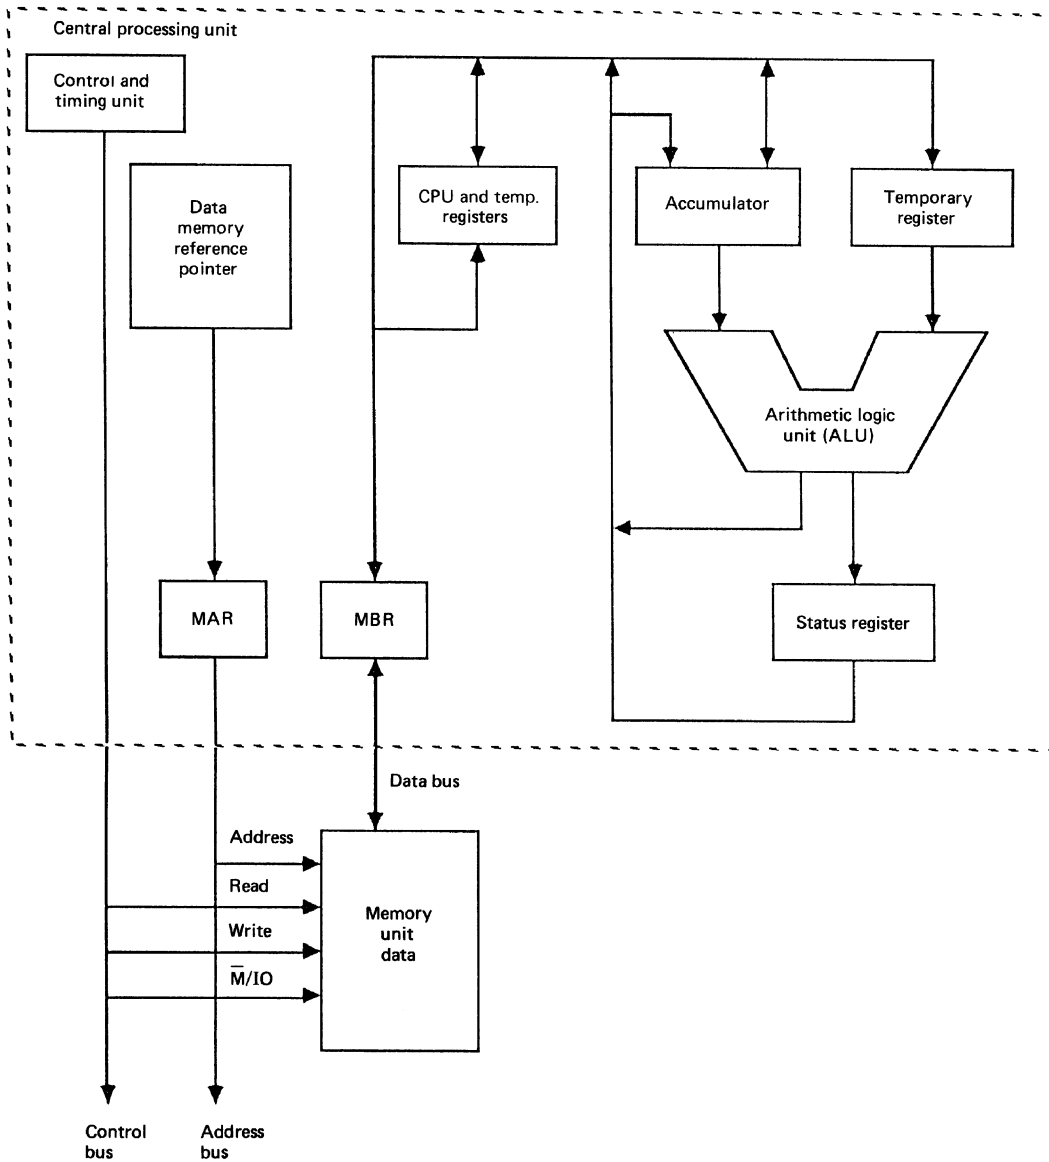 Central processing unit
Control and
timing unit
Data
memory
reference
pointer
CPU and temp.
registers
Accumulator
Temporary
register
Arithmetic logic
unit (ALU)
MAR
MBR
Status register
Data bus
Address
Read
Write
M̅/IO
Memory
unit
data
Control
bus
Address
bus